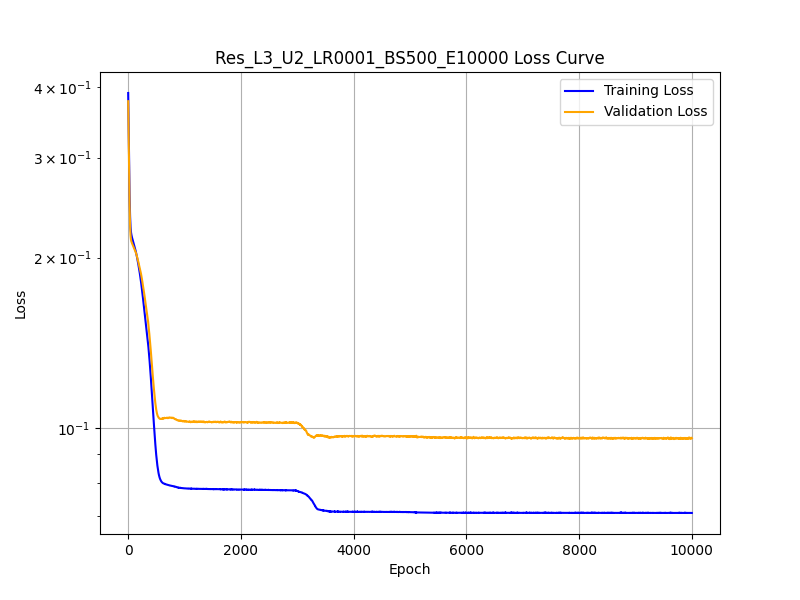 Res_L3_U2_LR0001_BS500_E10000 Loss Curve
Training Loss
Validation Loss
4 × 10⁻¹
3 × 10⁻¹
2 × 10⁻¹
10⁻¹
Loss
0 2000 4000 6000 8000 10000
Epoch